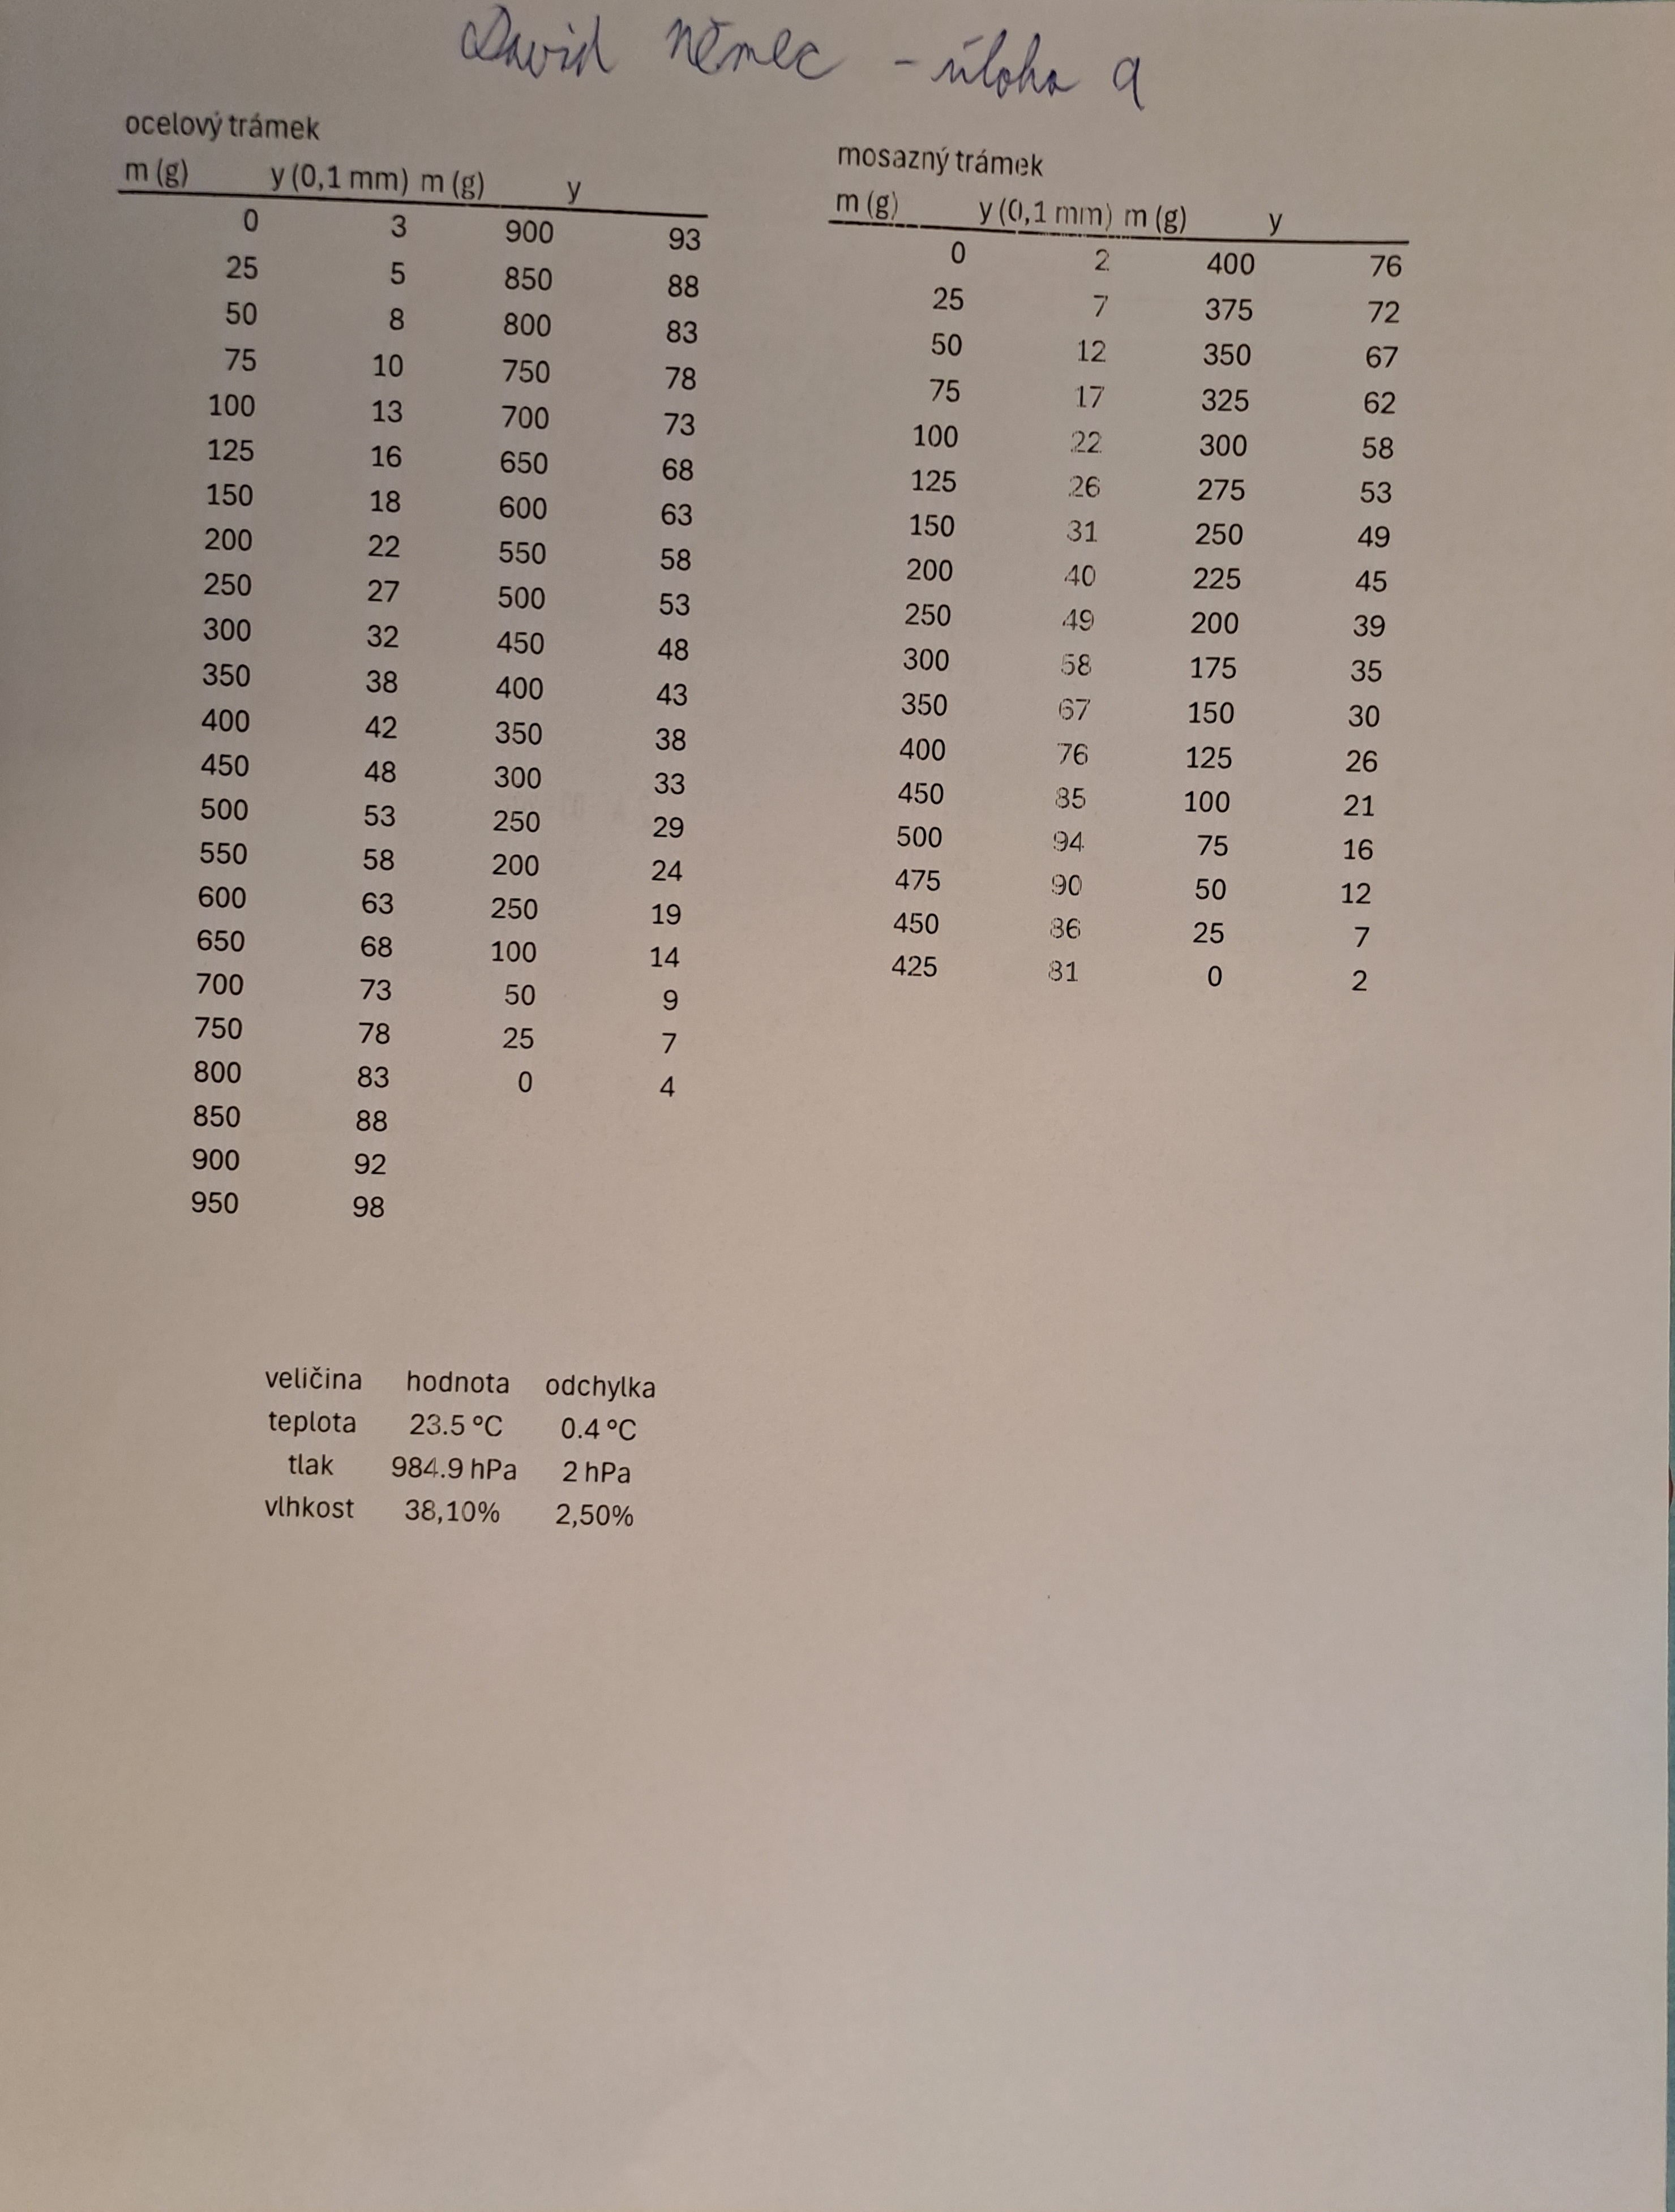 David Němec - úloha 9
ocelový trámek
m (g) y (0,1 mm) m (g) y
0 3 900 93
25 5 850 88
50 8 800 83
75 10 750 78
100 13 700 73
125 16 650 68
150 18 600 63
200 22 550 58
250 27 500 53
300 32 450 48
350 38 400 43
400 42 350 38
450 48 300 33
500 53 250 29
550 58 200 24
600 63 250 19
650 68 100 14
700 73 50 9
750 78 25 7
800 83 0 4
850 88
900 92
950 98
mosazný trámek
m (g) y (0,1 mm) m (g) y
0 2 400 76
25 7 375 72
50 12 350 67
75 17 325 62
100 22 300 58
125 26 275 53
150 31 250 49
200 40 225 45
250 49 200 39
300 58 175 35
350 67 150 30
400 76 125 26
450 85 100 21
500 94 75 16
475 90 50 12
450 86 25 7
425 81 0 2
veličina hodnota odchylka
teplota 23.5 °C 0.4 °C
tlak 984.9 hPa 2 hPa
vlhkost 38,10% 2,50%